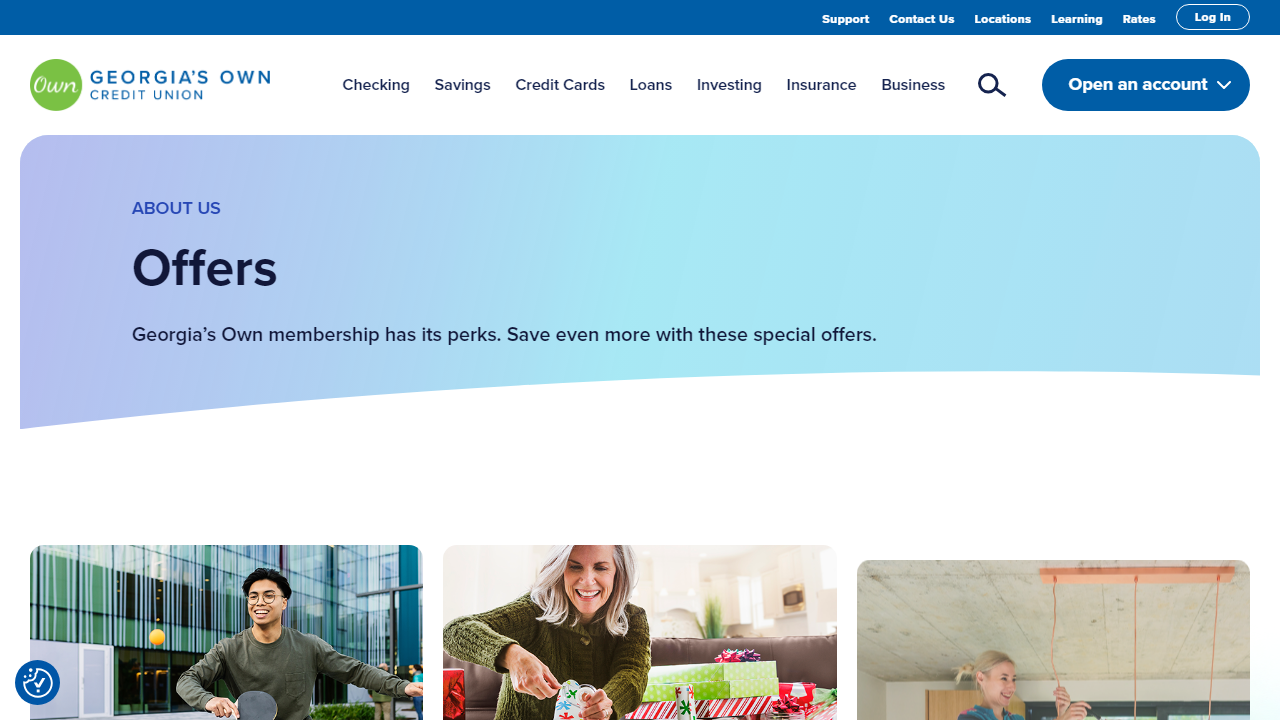 Support Contact Us Locations Learning Rates Log In
Own GEORGIA'S OWN
CREDIT UNION
Checking Savings Credit Cards Loans Investing Insurance Business Open an account
ABOUT US
Offers
Georgia’s Own membership has its perks. Save even more with these special offers.